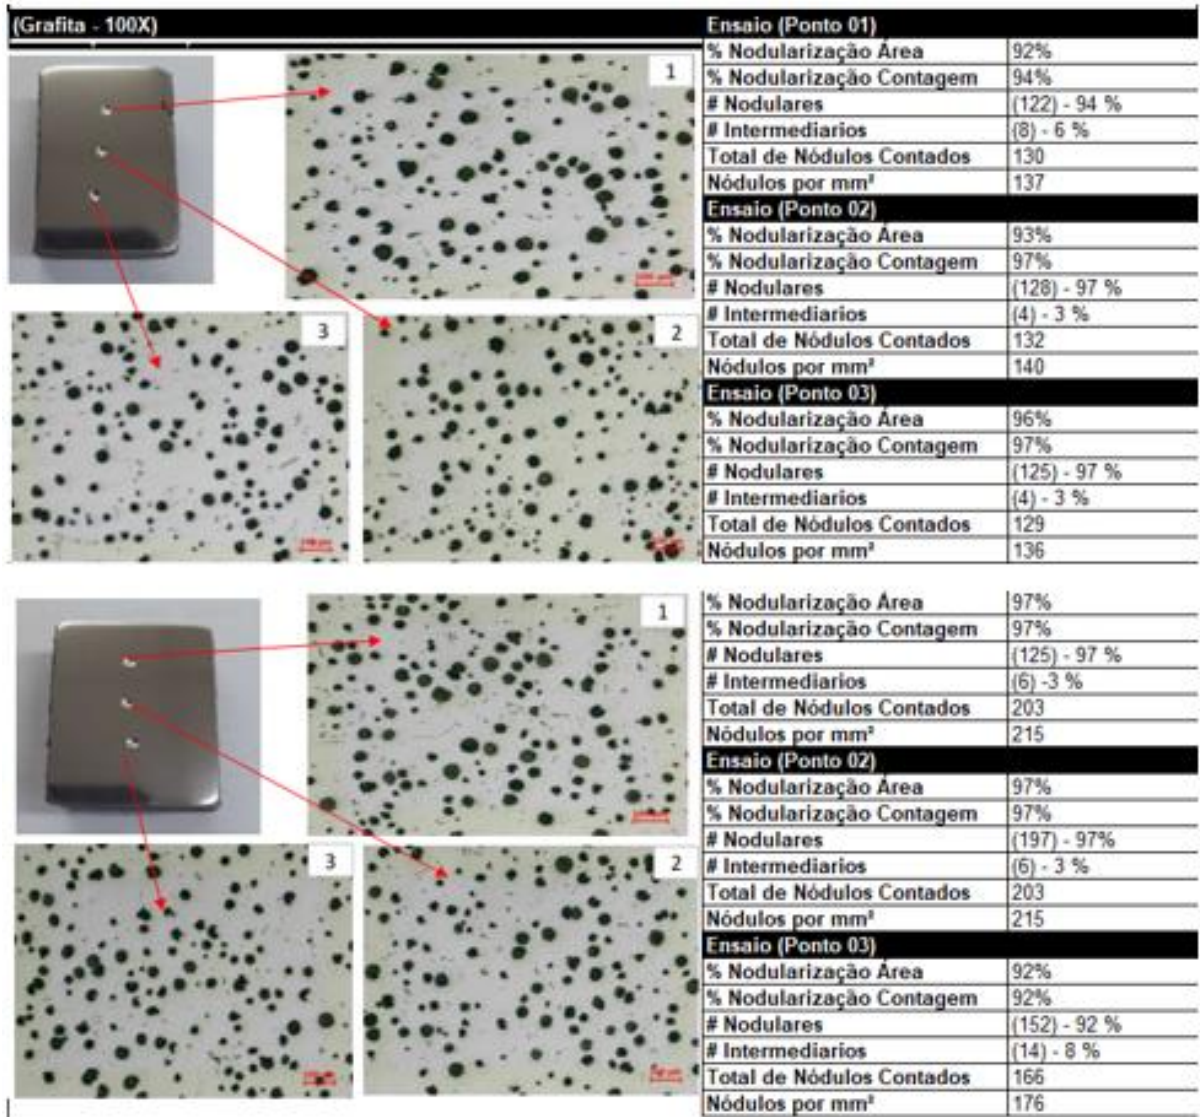 (Grafita - 100X)
Ensaio (Ponto 01)
% Nodularização Área 92%
% Nodularização Contagem 94%
# Nodulares (122) - 94 %
# Intermediarios (8) - 6 %
Total de Nódulos Contados 130
Nódulos por mm² 137
Ensaio (Ponto 02)
% Nodularização Área 93%
% Nodularização Contagem 97%
# Nodulares (128) - 97 %
# Intermediarios (4) - 3 %
Total de Nódulos Contados 132
Nódulos por mm² 140
Ensaio (Ponto 03)
% Nodularização Área 96%
% Nodularização Contagem 97%
# Nodulares (125) - 97 %
# Intermediarios (4) - 3 %
Total de Nódulos Contados 129
Nódulos por mm² 136
1
3
2
% Nodularização Área 97%
% Nodularização Contagem 97%
# Nodulares (125) - 97 %
# Intermediarios (6) -3 %
Total de Nódulos Contados 203
Nódulos por mm² 215
Ensaio (Ponto 02)
% Nodularização Área 97%
% Nodularização Contagem 97%
# Nodulares (197) - 97%
# Intermediarios (6) - 3 %
Total de Nódulos Contados 203
Nódulos por mm² 215
Ensaio (Ponto 03)
% Nodularização Área 92%
% Nodularização Contagem 92%
# Nodulares (152) - 92 %
# Intermediarios (14) - 8 %
Total de Nódulos Contados 166
Nódulos por mm² 176
1
3
2